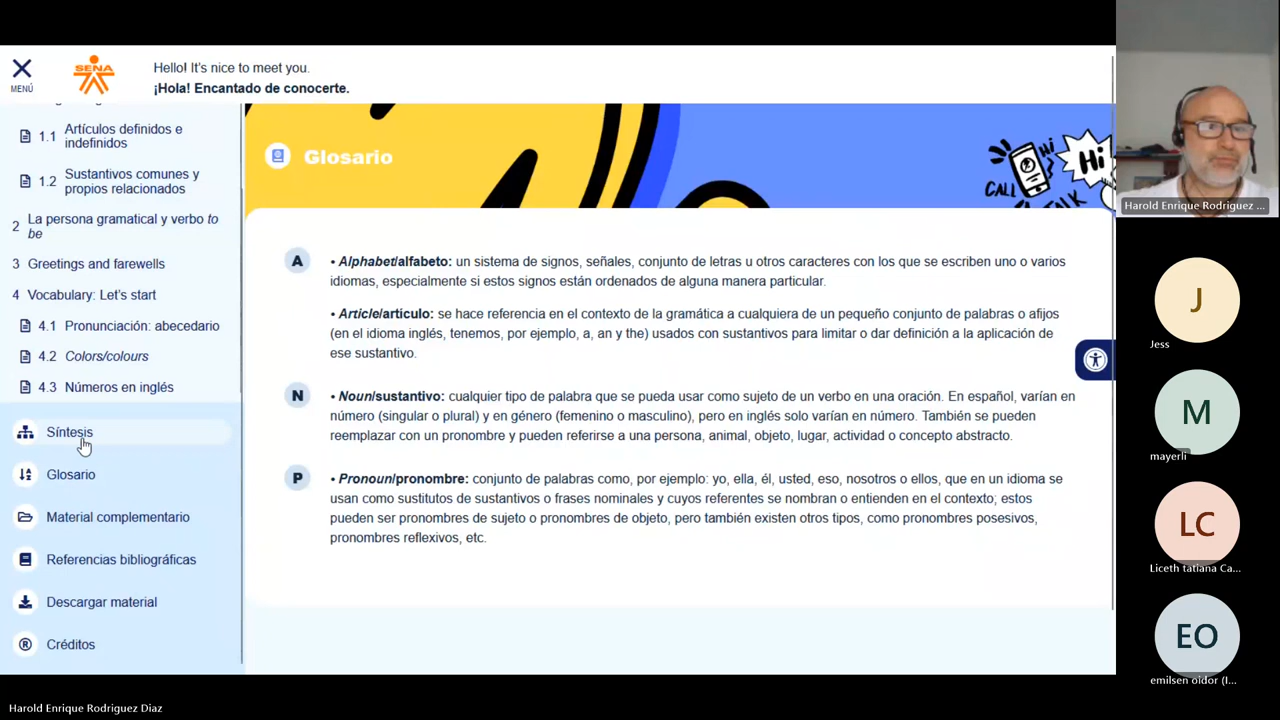 MENÚ
SENA
Hello! It's nice to meet you.
¡Hola! Encantado de conocerte.
1.1 Artículos definidos e
indefinidos
1.2 Sustantivos comunes y
propios relacionados
2 La persona gramatical y verbo to
be
3 Greetings and farewells
4 Vocabulary: Let's start
4.1 Pronunciación: abecedario
4.2 Colors/colours
4.3 Números en inglés
Síntesis
Glosario
Material complementario
Referencias bibliográficas
Descargar material
Créditos
Glosario
CALL
Hi
Hi
TALK
A
• Alphabet/alfabeto: un sistema de signos, señales, conjunto de letras u otros caracteres con los que se escriben uno o varios
idiomas, especialmente si estos signos están ordenados de alguna manera particular.
• Article/artículo: se hace referencia en el contexto de la gramática a cualquiera de un pequeño conjunto de palabras o afijos
(en el idioma inglés, tenemos, por ejemplo, a, an y the) usados con sustantivos para limitar o dar definición a la aplicación de
ese sustantivo.
N
• Noun/sustantivo: cualquier tipo de palabra que se pueda usar como sujeto de un verbo en una oración. En español, varían en
número (singular o plural) y en género (femenino o masculino), pero en inglés solo varían en número. También se pueden
reemplazar con un pronombre y pueden referirse a una persona, animal, objeto, lugar, actividad o concepto abstracto.
P
• Pronoun/pronombre: conjunto de palabras como, por ejemplo: yo, ella, él, usted, eso, nosotros o ellos, que en un idioma se
usan como sustitutos de sustantivos o frases nominales y cuyos referentes se nombran o entienden en el contexto; estos
pueden ser pronombres de sujeto o pronombres de objeto, pero también existen otros tipos, como pronombres posesivos,
pronombres reflexivos, etc.
Harold Enrique Rodriguez ...
J
Jess
M
mayerli
LC
Liceth tatiana Ca...
EO
emilsen oidor (I...
Harold Enrique Rodriguez Diaz